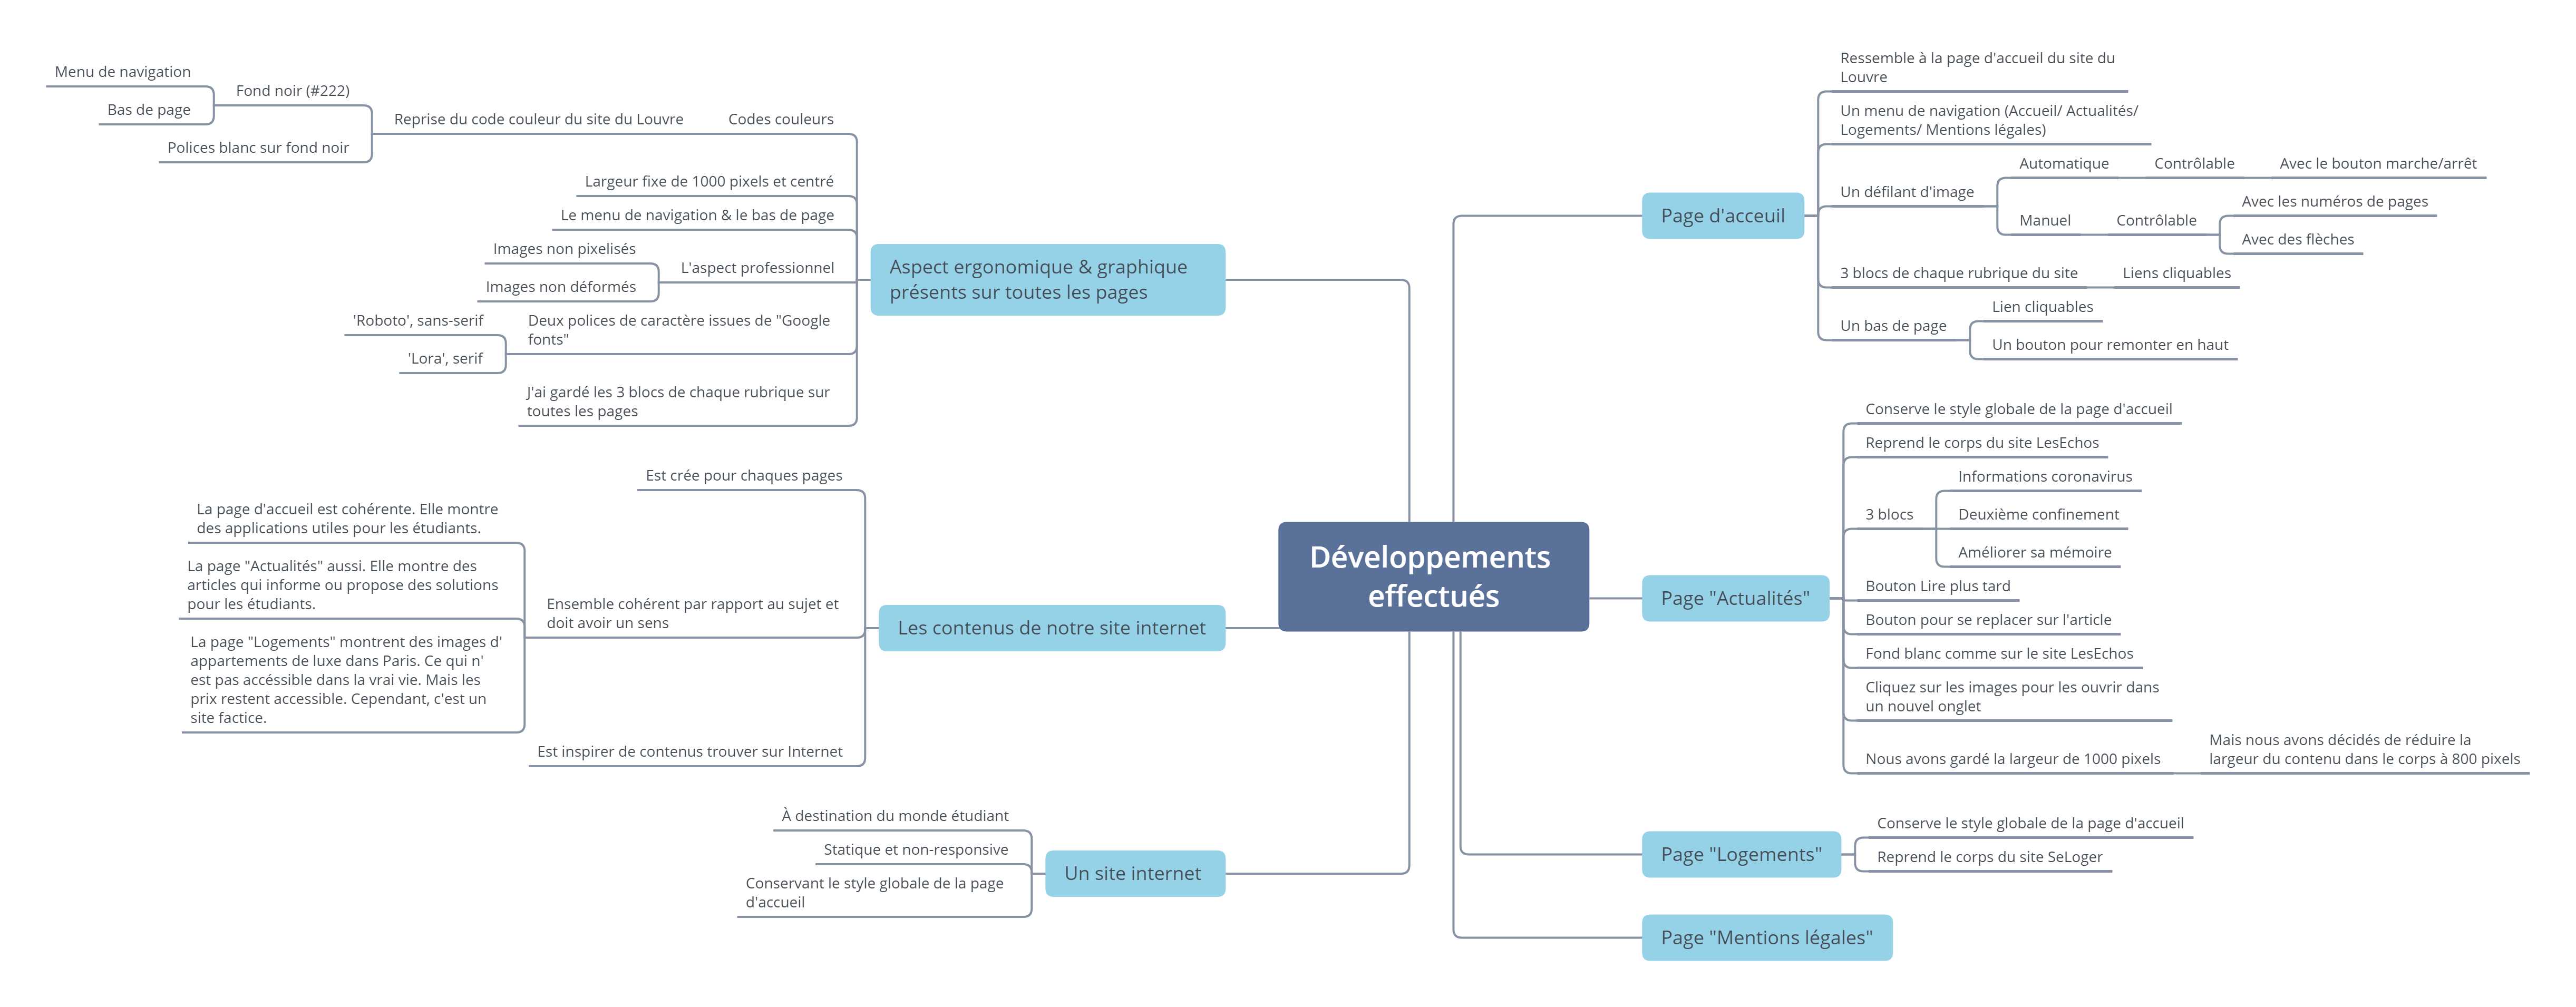 Développements
effectués
Page d'acceuil
Ressemble à la page d'accueil du site du
Louvre
Un menu de navigation (Accueil/ Actualités/
Logements/ Mentions légales)
Un défilant d'image
Automatique
Contrôlable
Avec le bouton marche/arrêt
Manuel
Contrôlable
Avec les numéros de pages
Avec des flèches
3 blocs de chaque rubrique du site
Liens cliquables
Un bas de page
Lien cliquables
Un bouton pour remonter en haut
Page "Actualités"
Conserve le style globale de la page d'accueil
Reprend le corps du site LesEchos
3 blocs
Informations coronavirus
Deuxième confinement
Améliorer sa mémoire
Bouton Lire plus tard
Bouton pour se replacer sur l'article
Fond blanc comme sur le site LesEchos
Cliquez sur les images pour les ouvrir dans
un nouvel onglet
Nous avons gardé la largeur de 1000 pixels
Mais nous avons décidés de réduire la
largeur du contenu dans le corps à 800 pixels
Page "Logements"
Conserve le style globale de la page d'accueil
Reprend le corps du site SeLoger
Page "Mentions légales"
Aspect ergonomique & graphique
présents sur toutes les pages
Codes couleurs
Reprise du code couleur du site du Louvre
Fond noir (#222)
Menu de navigation
Bas de page
Polices blanc sur fond noir
Largeur fixe de 1000 pixels et centré
Le menu de navigation & le bas de page
L'aspect professionnel
Images non pixelisés
Images non déformés
Deux polices de caractère issues de "Google
fonts"
'Roboto', sans-serif
'Lora', serif
J'ai gardé les 3 blocs de chaque rubrique sur
toutes les pages
Les contenus de notre site internet
Est crée pour chaques pages
Ensemble cohérent par rapport au sujet et
doit avoir un sens
La page d'accueil est cohérente. Elle montre
des applications utiles pour les étudiants.
La page "Actualités" aussi. Elle montre des
articles qui informe ou propose des solutions
pour les étudiants.
La page "Logements" montrent des images d'
appartements de luxe dans Paris. Ce qui n'
est pas accéssible dans la vrai vie. Mais les
prix restent accessible. Cependant, c'est un
site factice.
Est inspirer de contenus trouver sur Internet
Un site internet
À destination du monde étudiant
Statique et non-responsive
Conservant le style globale de la page
d'accueil